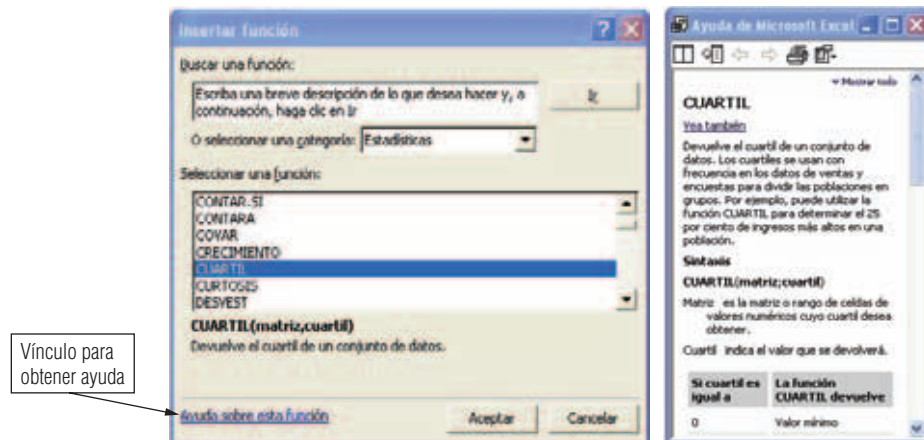 Insertar función
Buscar una función:
Escriba una breve descripción de lo que desea hacer y, a
continuación, haga clic en Ir
Ir
O seleccionar una categoría: Estadísticas
Seleccionar una función:
CONTAR.SI
CONTARA
COVAR
CRECIMIENTO
CUARTIL
CURTOSIS
DESVEST
CUARTIL(matriz,cuartil)
Devuelve el cuartil de un conjunto de datos.
Ayuda sobre esta función
Aceptar
Cancelar
Vínculo para
obtener ayuda
Ayuda de Microsoft Excel
Mostrar todo
CUARTIL
Vea también
Devuelve el cuartil de un conjunto de
datos. Los cuartiles se usan con
frecuencia en los datos de ventas y
encuestas para dividir las poblaciones en
grupos. Por ejemplo, puede utilizar la
función CUARTIL para determinar el 25
por ciento de ingresos más altos en una
población.
Sintaxis
CUARTIL(matriz;cuartil)
Matriz es la matriz o rango de celdas de
valores numéricos cuyo cuartil desea
obtener.
Cuartil indica el valor que se devolverá.
Si cuartil es
igual a
La función
CUARTIL devuelve
0
Valor mínimo